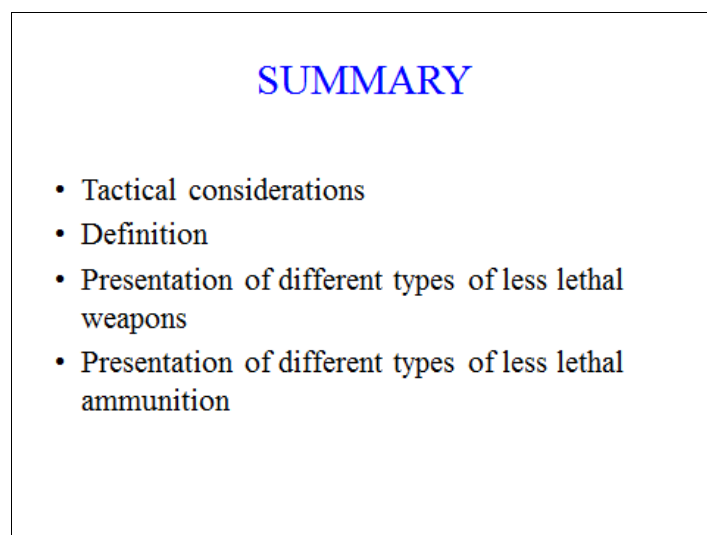 SUMMARY
• Tactical considerations
• Definition
• Presentation of different types of less lethal
weapons
• Presentation of different types of less lethal
ammunition